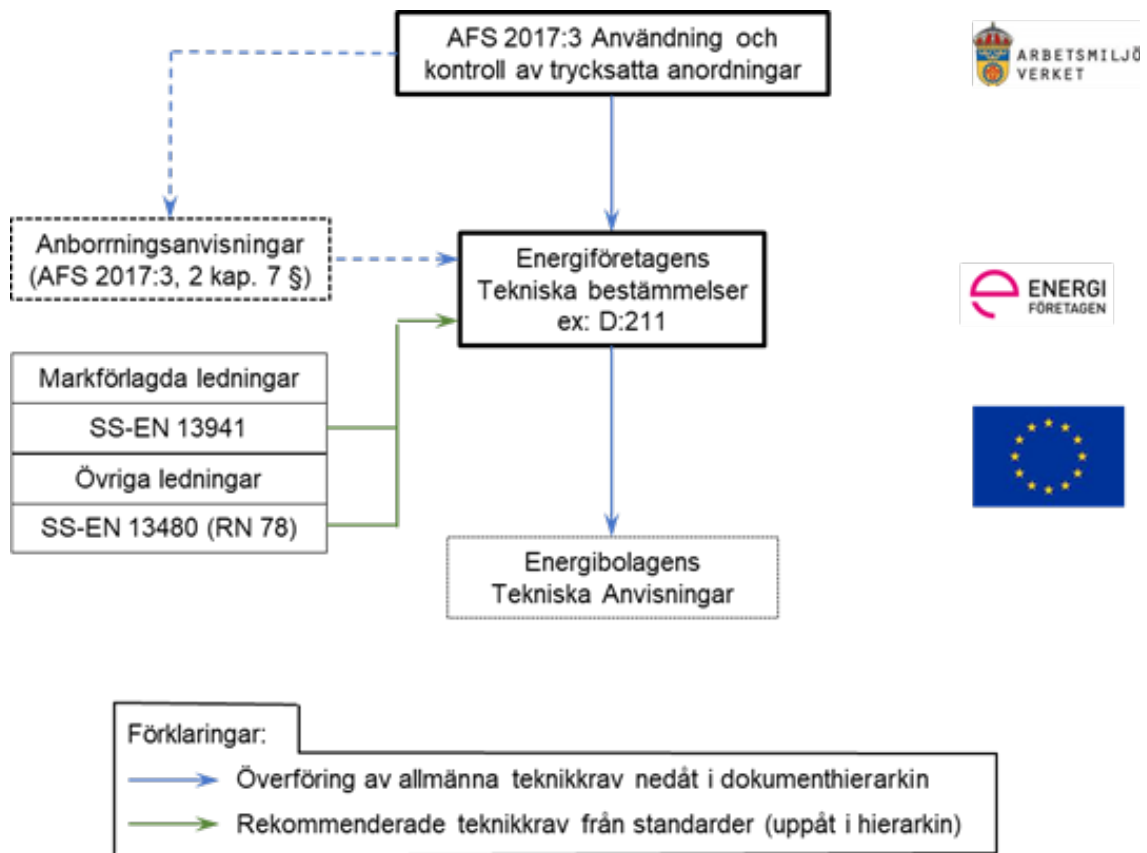 AFS 2017:3 Användning och
kontroll av trycksatta anordningar
ARBETSMILJÖ
VERKET
Anborrningsanvisningar
(AFS 2017:3, 2 kap. 7 §)
Energiföretagens
Tekniska bestämmelser
ex: D:211
ENERGI
FÖRETAGEN
Markförlagda ledningar
SS-EN 13941
Övriga ledningar
SS-EN 13480 (RN 78)
Energibolagens
Tekniska Anvisningar
Förklaringar:
Överföring av allmänna teknikkrav nedåt i dokumenthierarkin
Rekommenderade teknikkrav från standarder (uppåt i hierarkin)